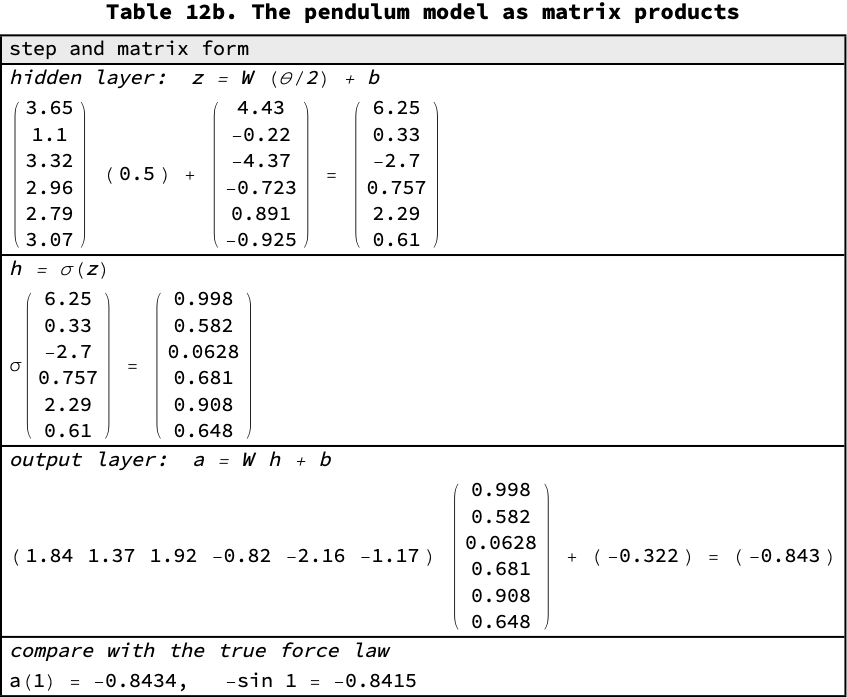 Table 12b. The pendulum model as matrix products
step and matrix form
hidden layer: z = W (θ/2) + b
(3.65 1.1 3.32 2.96 2.79 3.07) (0.5) + (4.43 -0.22 -4.37 -0.723 0.891 -0.925) = (6.25 0.33 -2.7 0.757 2.29 0.61)
h = σ(z)
σ (6.25 0.33 -2.7 0.757 2.29 0.61) = (0.998 0.582 0.0628 0.681 0.908 0.648)
output layer: a = W h + b
(1.84 1.37 1.92 -0.82 -2.16 -1.17) (0.998 0.582 0.0628 0.681 0.908 0.648) + (-0.322) = (-0.843)
compare with the true force law
a(1) = -0.8434, -sin 1 = -0.8415